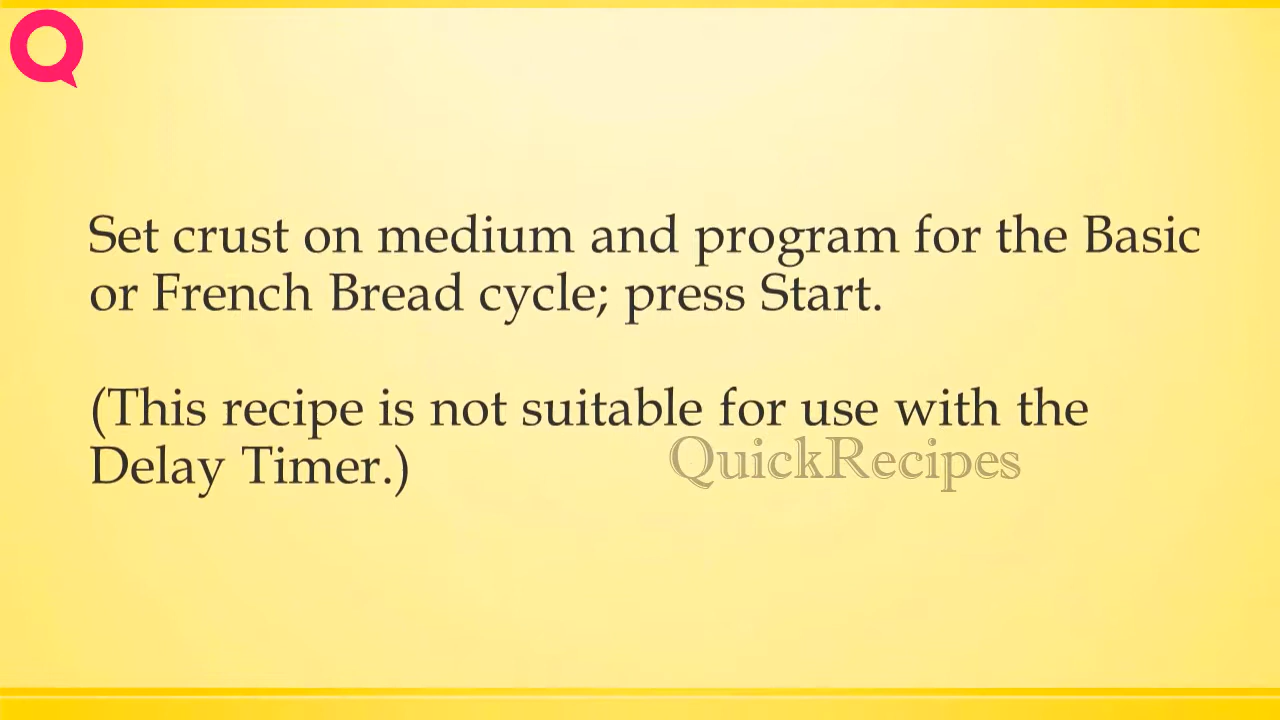 Set crust on medium and program for the Basic
or French Bread cycle; press Start.
(This recipe is not suitable for use with the
Delay Timer.)
QuickRecipes